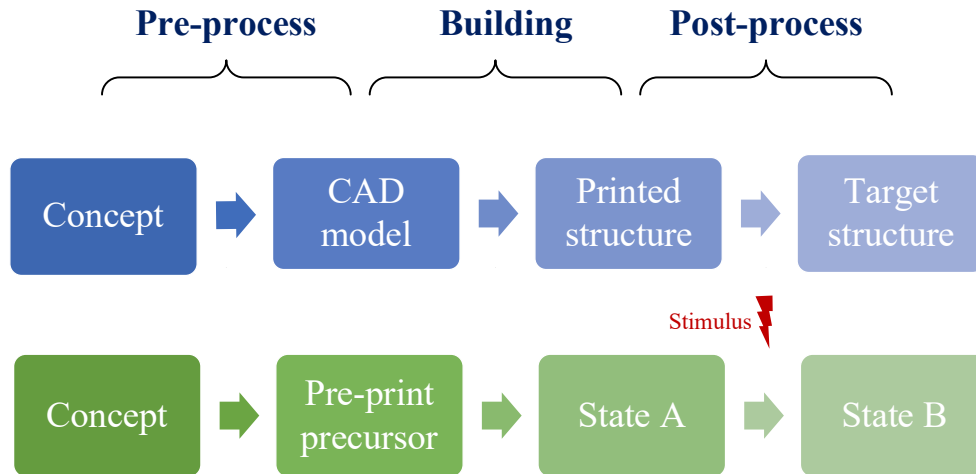 Pre-process Building Post-process
Concept
CAD
model
Printed
structure
Target
structure
Stimulus
Concept
Pre-print
precursor
State A
State B